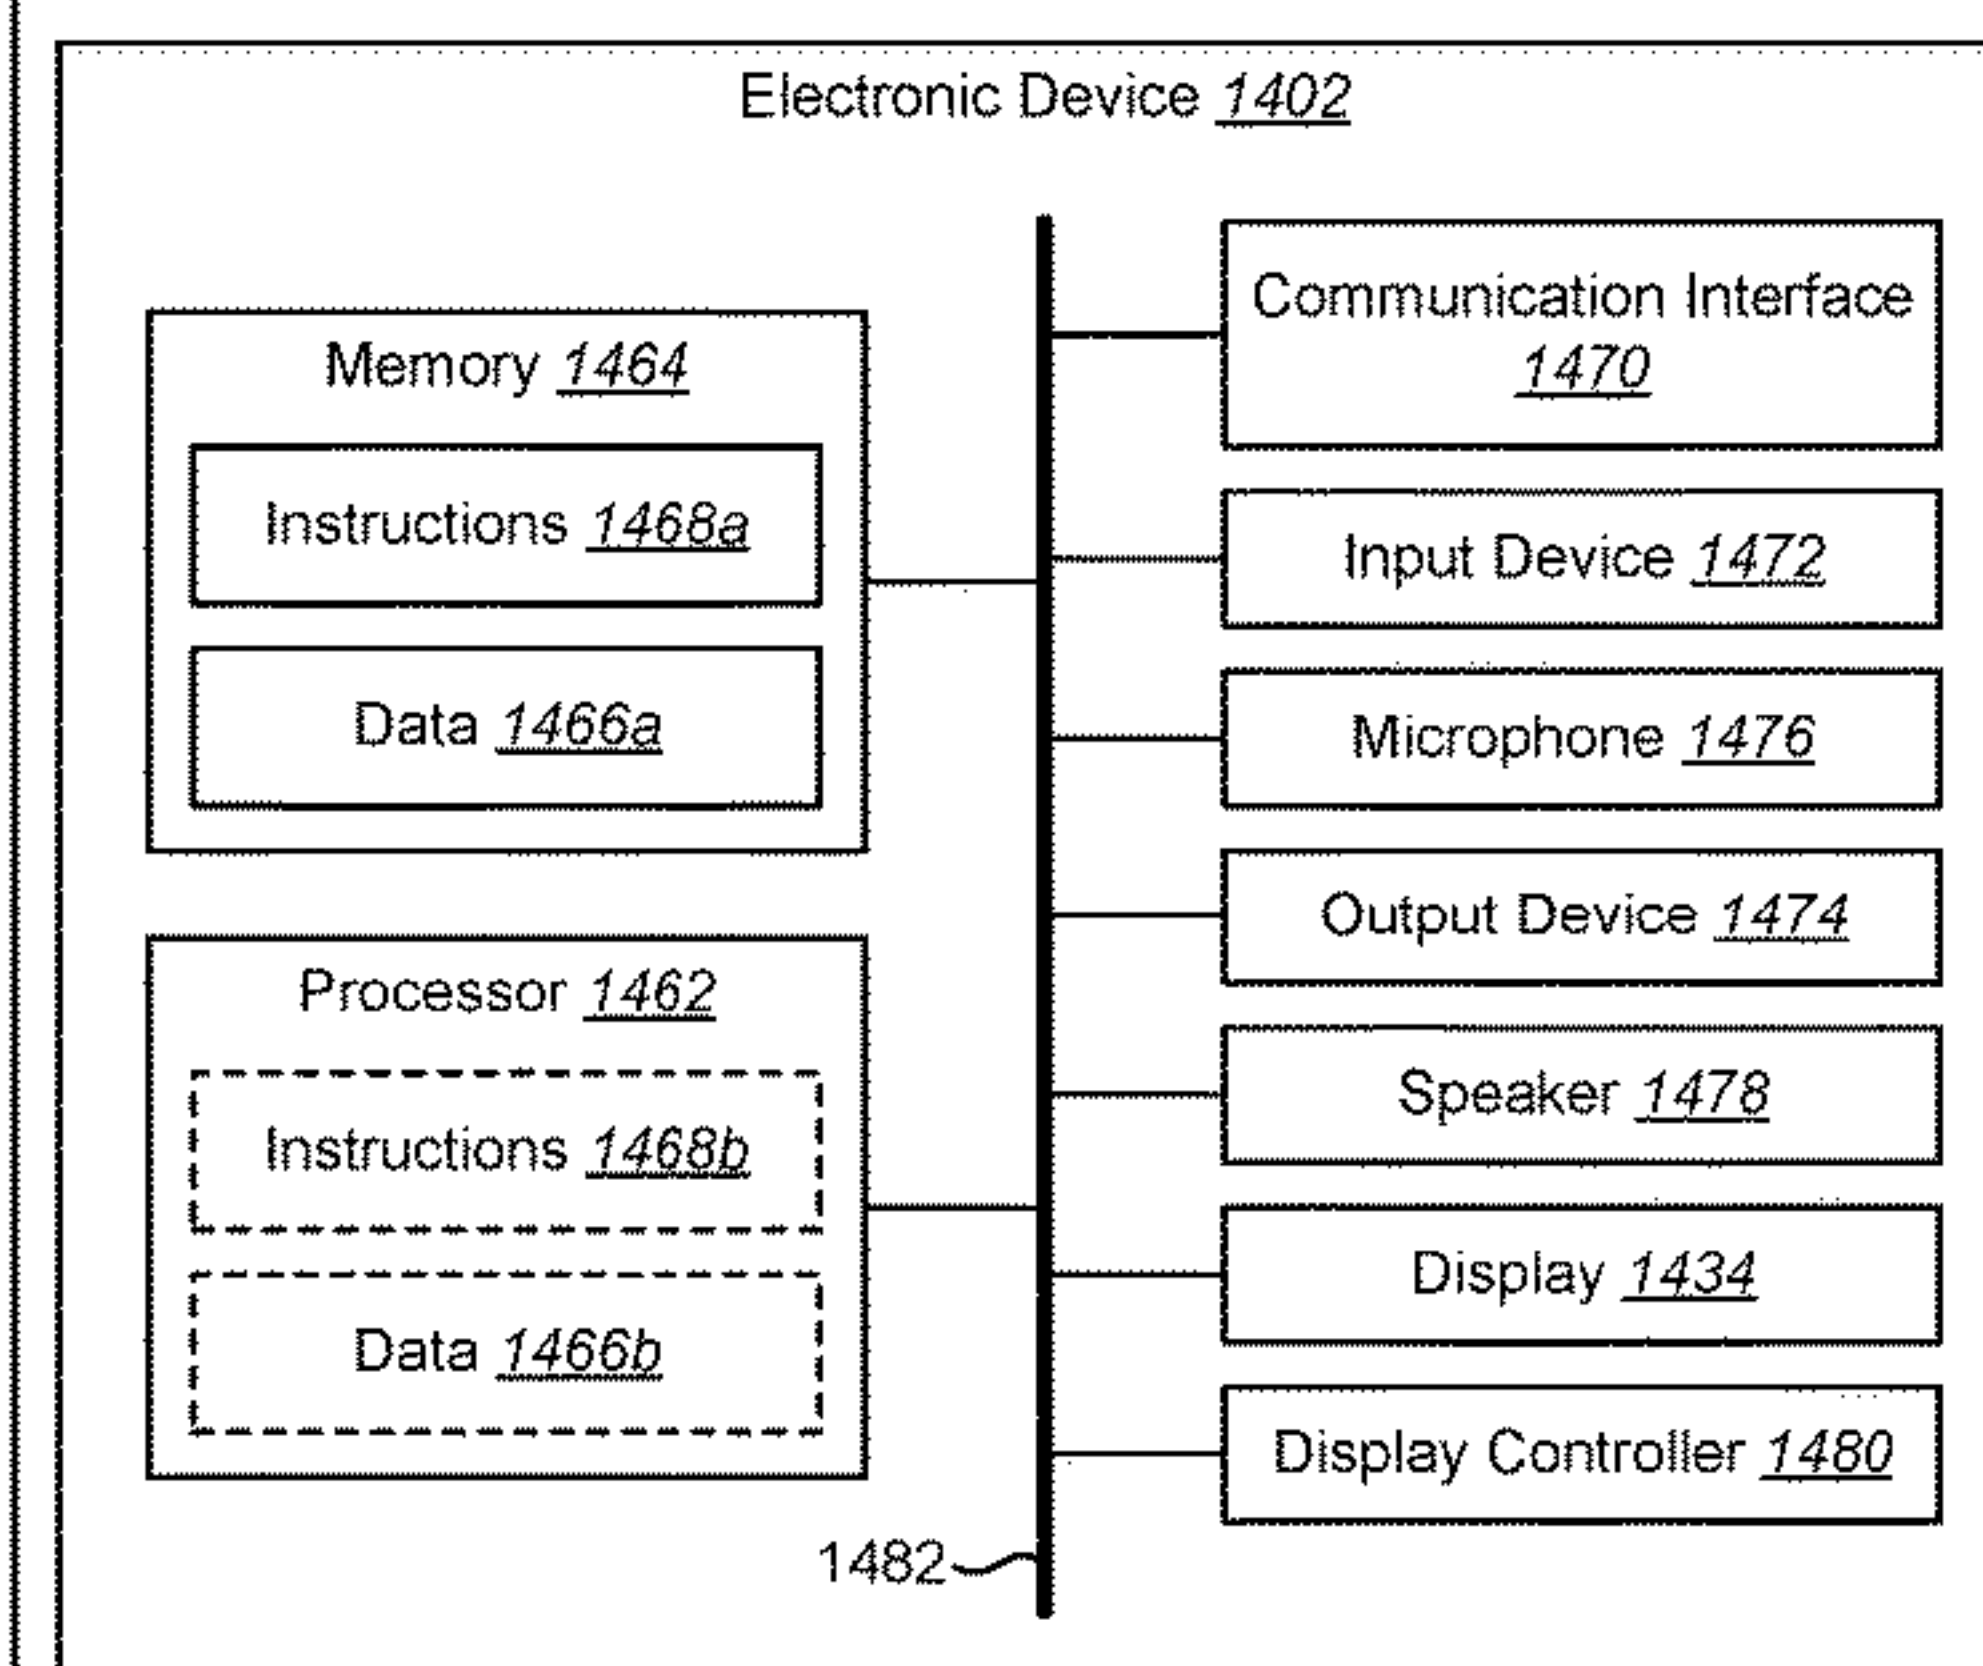 Electronic Device 1402
Memory 1464
Instructions 1468a
Data 1466a
Processor 1462
Instructions 1468b
Data 1466b
1482
Communication Interface
1470
Input Device 1472
Microphone 1476
Output Device 1474
Speaker 1478
Display 1434
Display Controller 1480